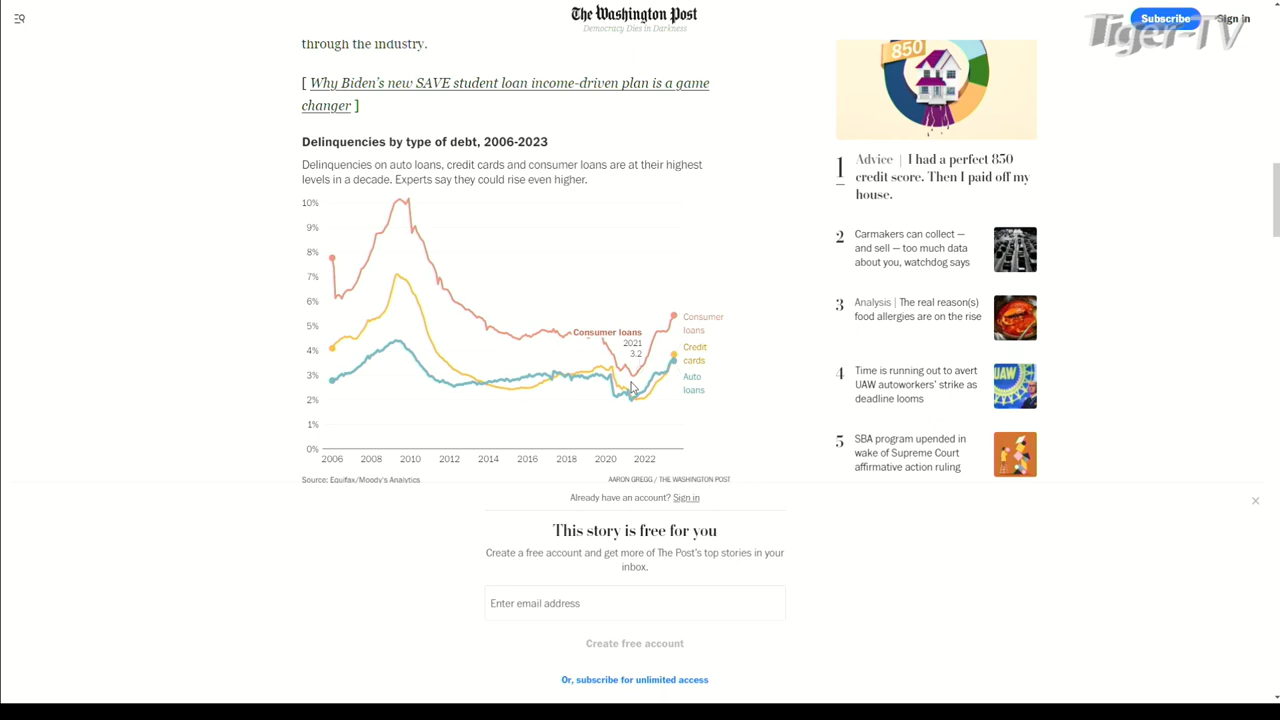 The Washington Post
Democracy Dies in Darkness
Subscribe
Sign in
Tiger-TV
through the industry.
[ Why Biden's new SAVE student loan income-driven plan is a game
changer ]
Delinquencies by type of debt, 2006-2023
Delinquencies on auto loans, credit cards and consumer loans are at their highest
levels in a decade. Experts say they could rise even higher.
10%
9%
8%
7%
6%
5%
4%
3%
2%
1%
0%
Consumer loans
2021
3.2
Consumer
loans
Credit
cards
Auto
loans
2006 2008 2010 2012 2014 2016 2018 2020 2022
Source: Equifax/Moody's Analytics
AARON GREGG / THE WASHINGTON POST
850
1
Advice | I had a perfect 850
credit score. Then I paid off my
house.
2
Carmakers can collect —
and sell — too much data
about you, watchdog says
3
Analysis | The real reason(s)
food allergies are on the rise
4
Time is running out to avert
UAW autoworkers' strike as
deadline looms
UAW
5
SBA program upended in
wake of Supreme Court
affirmative action ruling
Already have an account? Sign in
This story is free for you
Create a free account and get more of The Post's top stories in your
inbox.
Enter email address
Create free account
Or, subscribe for unlimited access